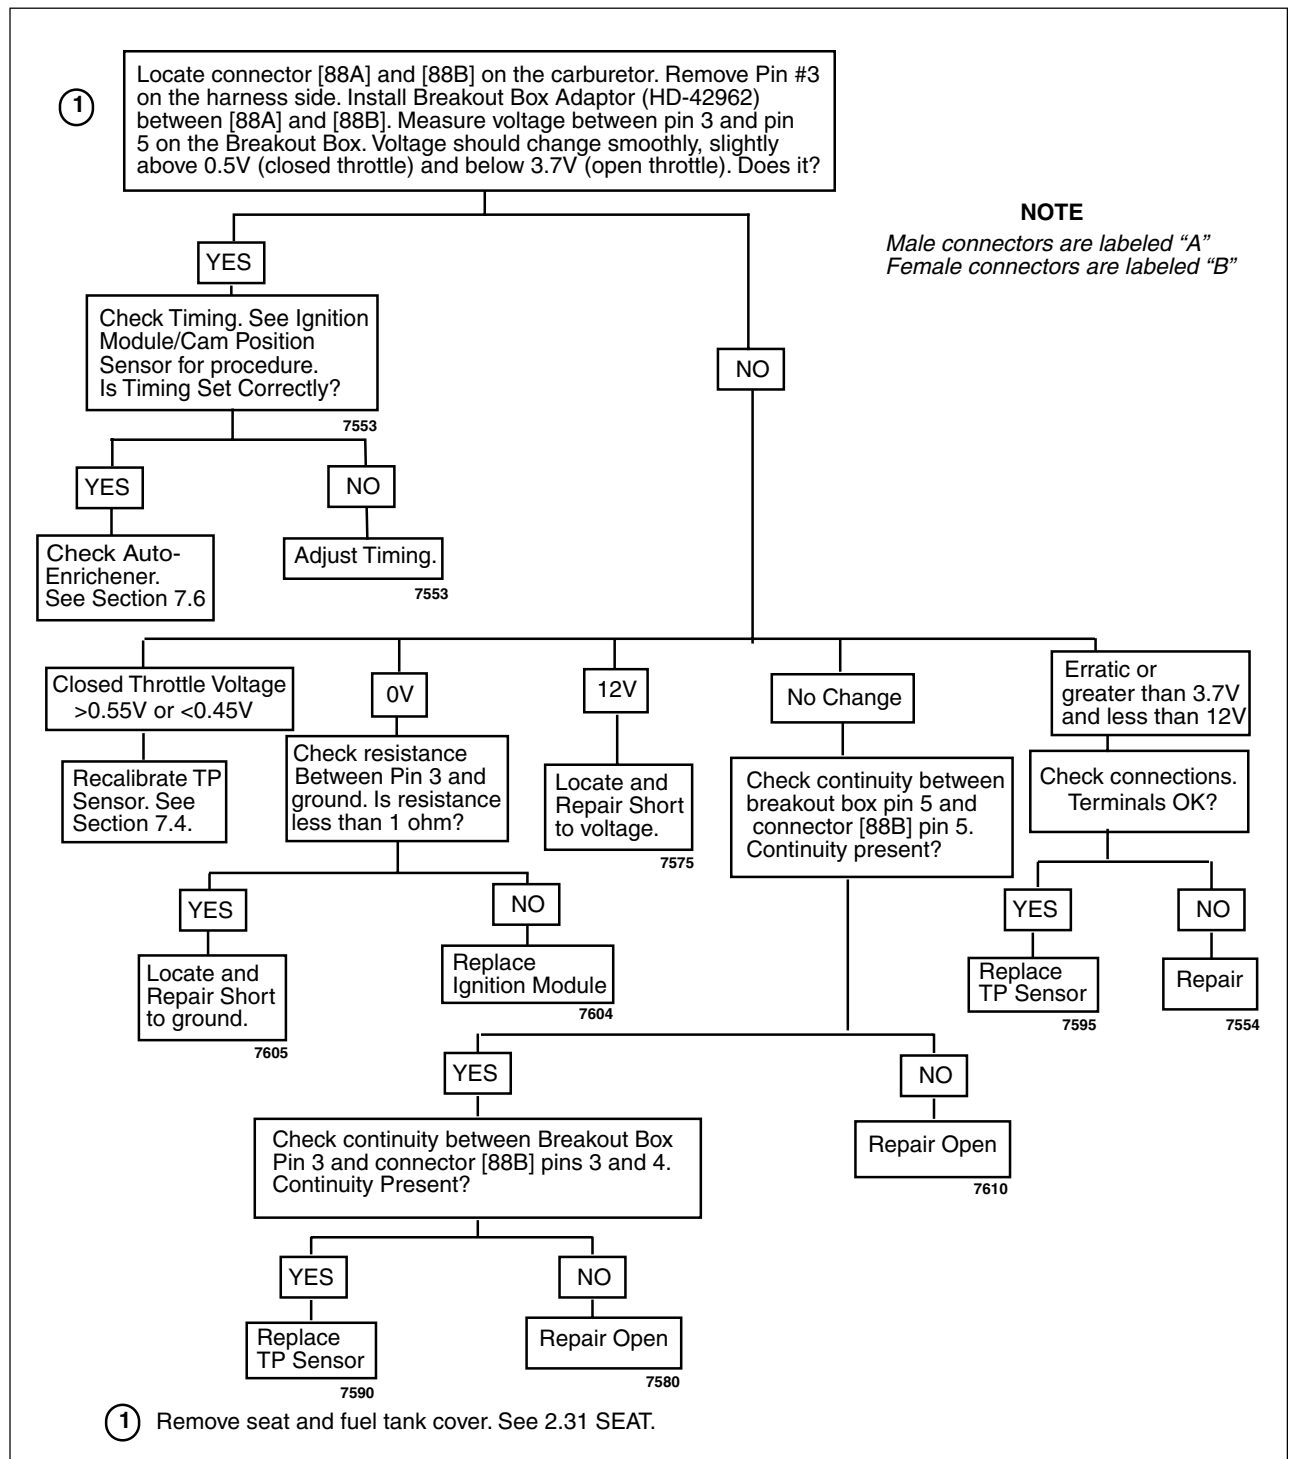 1
Locate connector [88A] and [88B] on the carburetor. Remove Pin #3
on the harness side. Install Breakout Box Adaptor (HD-42962)
between [88A] and [88B]. Measure voltage between pin 3 and pin
5 on the Breakout Box. Voltage should change smoothly, slightly
above 0.5V (closed throttle) and below 3.7V (open throttle). Does it?
NOTE
Male connectors are labeled “A”
Female connectors are labeled “B”
YES
Check Timing. See Ignition
Module/Cam Position
Sensor for procedure.
Is Timing Set Correctly?
7553
NO
YES
NO
Check Auto-
Enrichener.
See Section 7.6
Adjust Timing.
7553
Closed Throttle Voltage
>0.55V or <0.45V
0V
12V
No Change
Erratic or
greater than 3.7V
and less than 12V
Recalibrate TP
Sensor. See
Section 7.4.
Check resistance
Between Pin 3 and
ground. Is resistance
less than 1 ohm?
Locate and
Repair Short
to voltage.
7575
Check continuity between
breakout box pin 5 and
connector [88B] pin 5.
Continuity present?
Check connections.
Terminals OK?
YES
NO
YES
NO
Locate and
Repair Short
to ground.
7605
Replace
Ignition Module
7604
Replace
TP Sensor
7595
Repair
7554
YES
NO
Check continuity between Breakout Box
Pin 3 and connector [88B] pins 3 and 4.
Continuity Present?
Repair Open
7610
YES
NO
Replace
TP Sensor
7590
Repair Open
7580
1 Remove seat and fuel tank cover. See 2.31 SEAT.